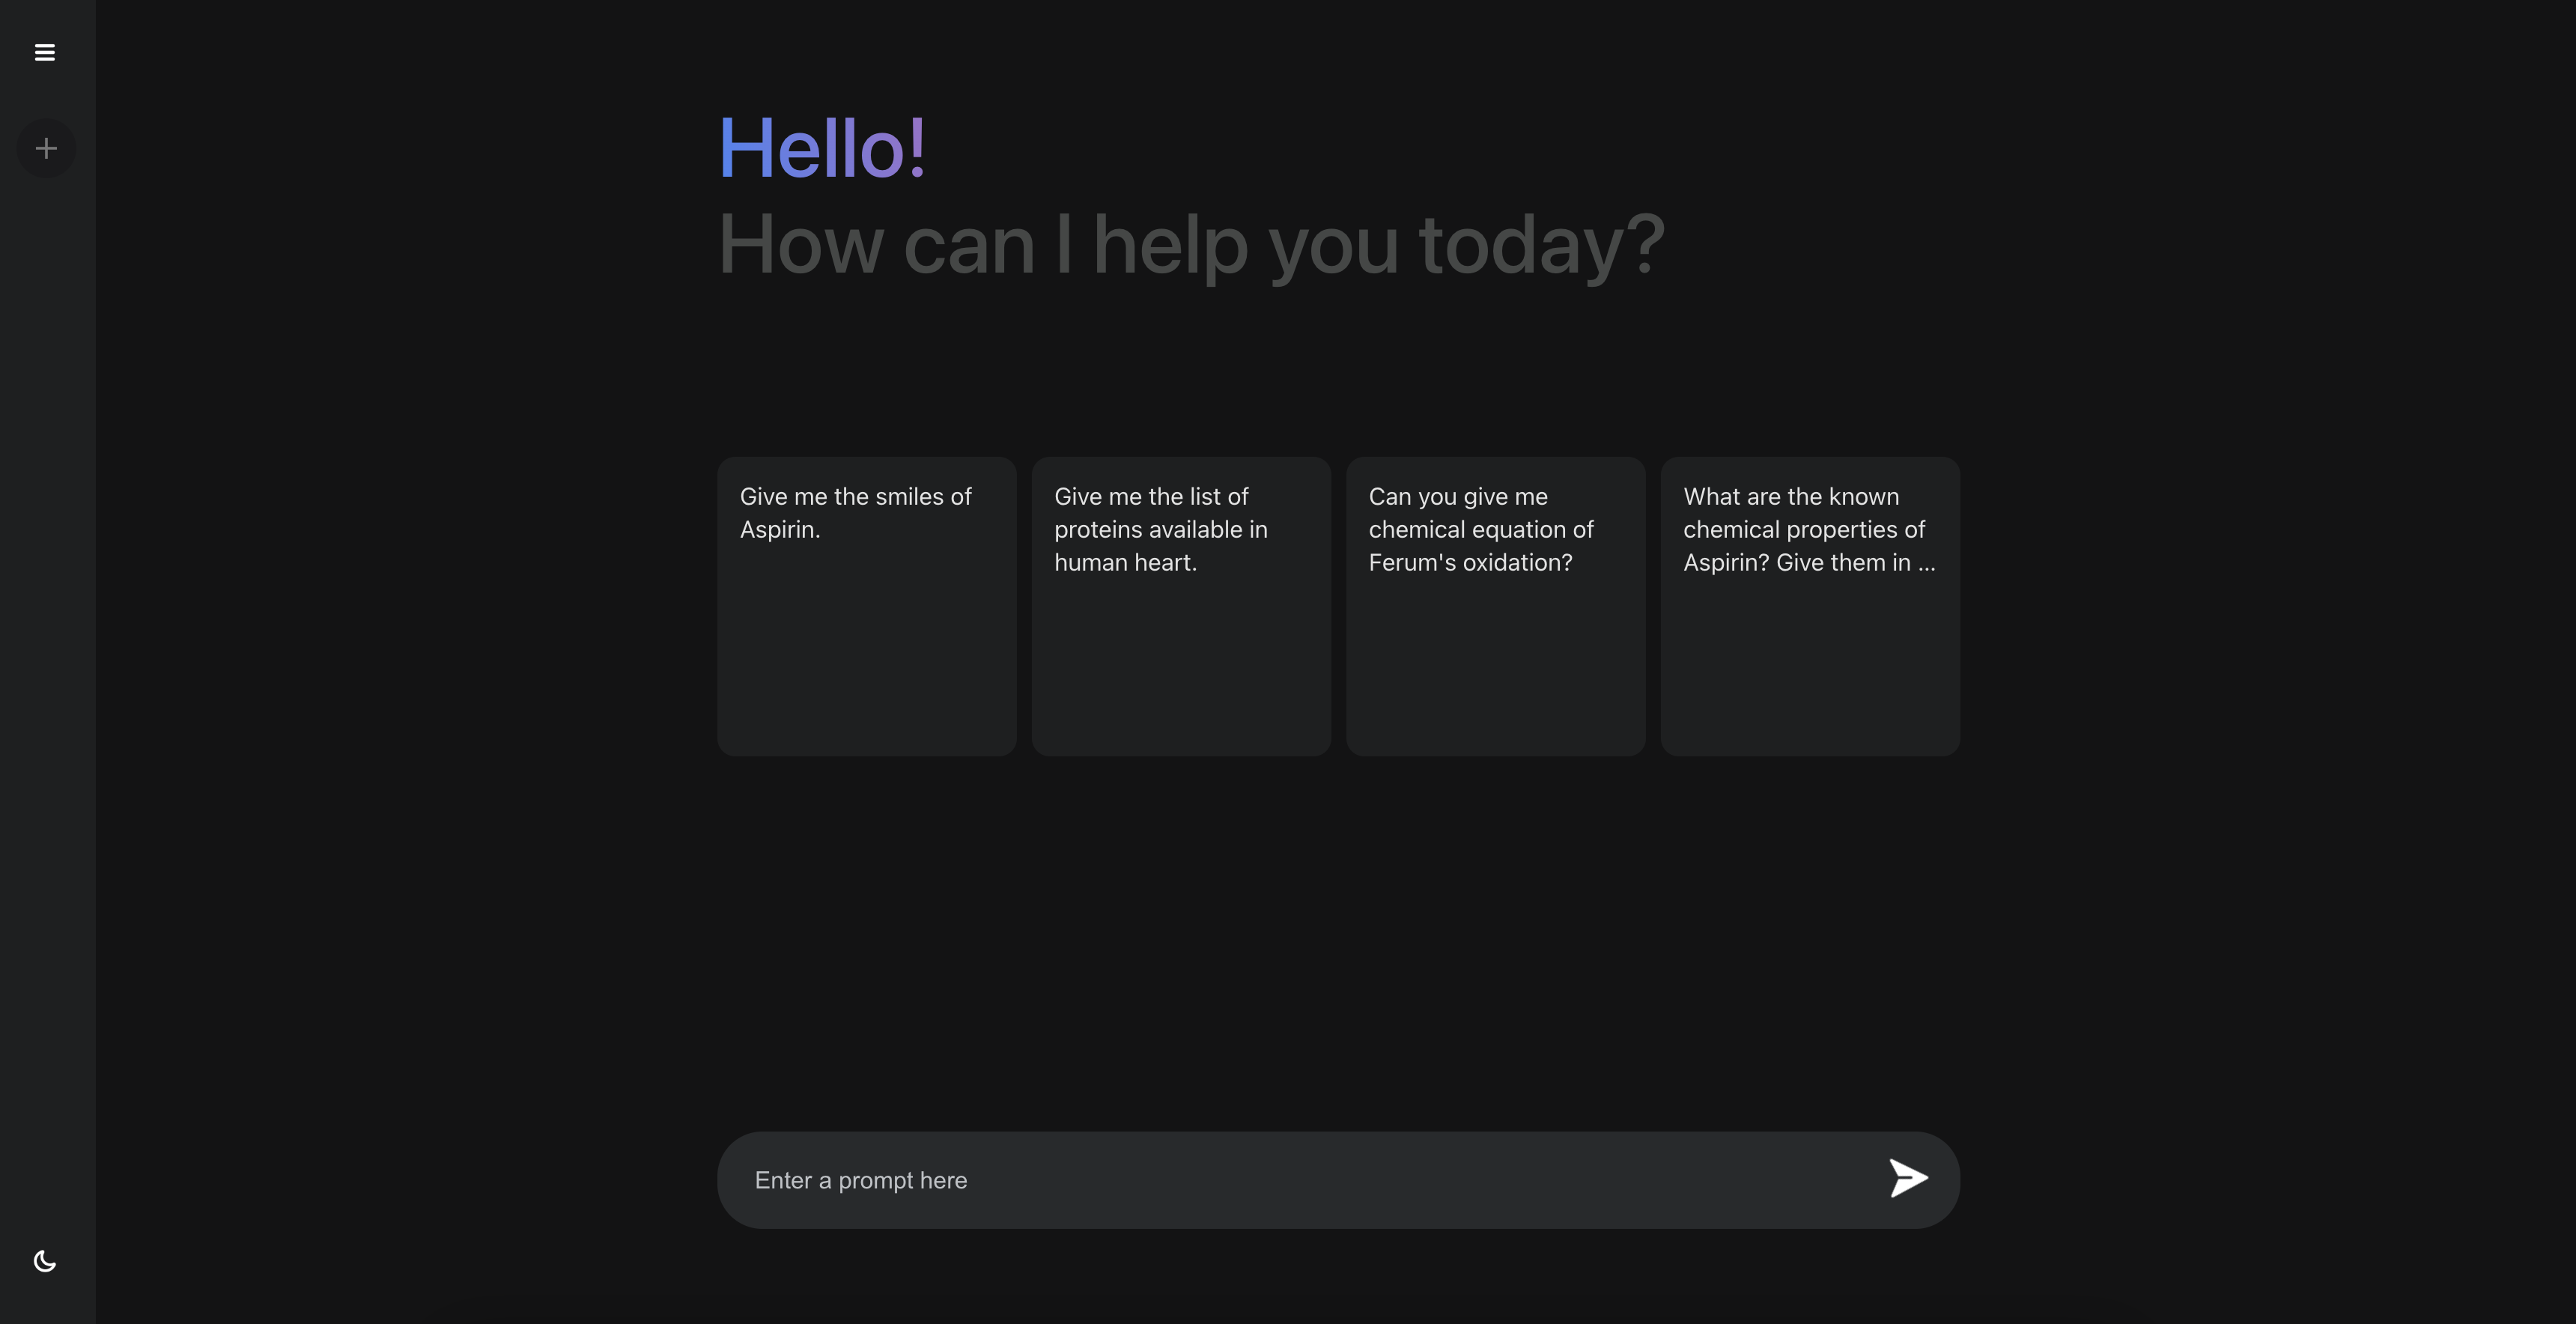 Hello!
How can I help you today?
Give me the smiles of
Aspirin.
Give me the list of
proteins available in
human heart.
Can you give me
chemical equation of
Ferum's oxidation?
What are the known
chemical properties of
Aspirin? Give them in ...
Enter a prompt here